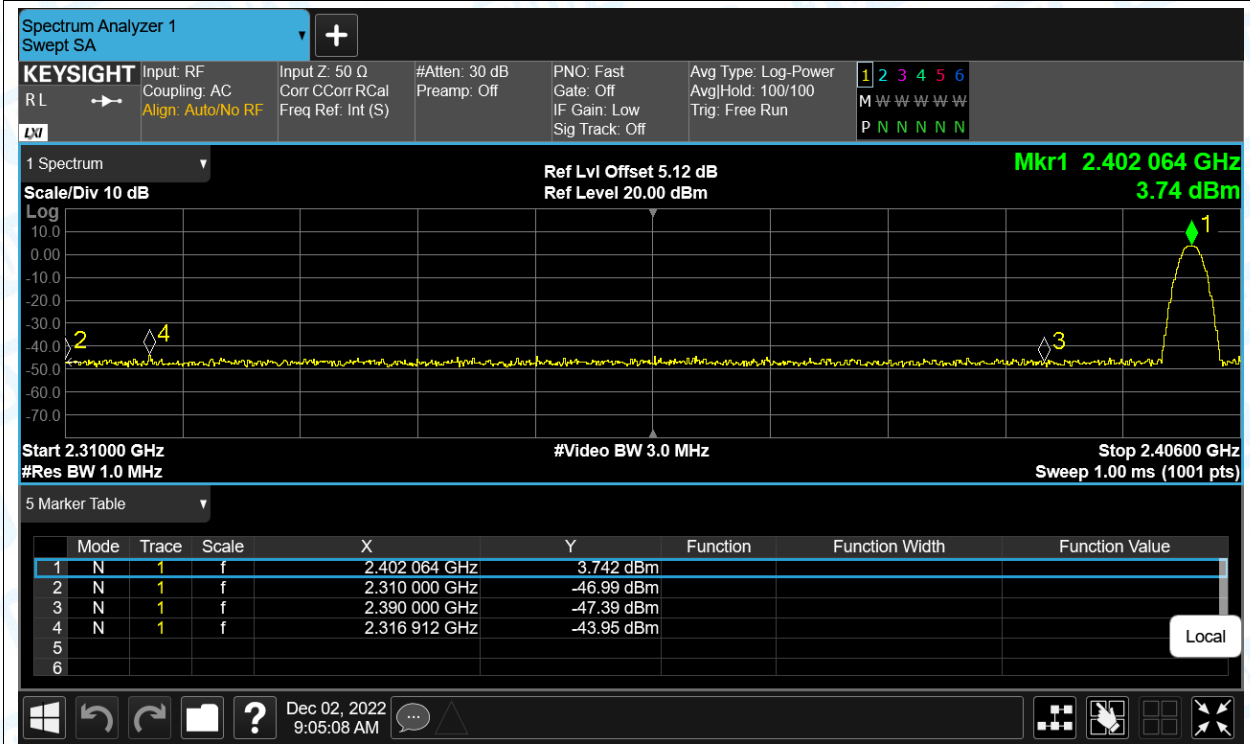 Spectrum Analyzer 1
Swept SA
KEYSIGHT
R L
LXI
Input: RF
Coupling: AC
Align: Auto/No RF
Input Z: 50 Ω
Corr CCorr RCal
Freq Ref: Int (S)
#Atten: 30 dB
Preamp: Off
PNO: Fast
Gate: Off
IF Gain: Low
Sig Track: Off
Avg Type: Log-Power
Avg|Hold: 100/100
Trig: Free Run
1 2 3 4 5 6
M W W W W W
P N N N N N
1 Spectrum
Scale/Div 10 dB
Ref Lvl Offset 5.12 dB
Ref Level 20.00 dBm
Mkr1 2.402 064 GHz
3.74 dBm
Log
10.0
0.00
-10.0
-20.0
-30.0
-40.0
-50.0
-60.0
-70.0
2
4
3
1
Start 2.31000 GHz
#Res BW 1.0 MHz
#Video BW 3.0 MHz
Stop 2.40600 GHz
Sweep 1.00 ms (1001 pts)
5 Marker Table
Mode Trace Scale X Y Function Function Width Function Value
1 N 1 f 2.402 064 GHz 3.742 dBm
2 N 1 f 2.310 000 GHz -46.99 dBm
3 N 1 f 2.390 000 GHz -47.39 dBm
4 N 1 f 2.316 912 GHz -43.95 dBm
5
6
Local
?
Dec 02, 2022
9:05:08 AM